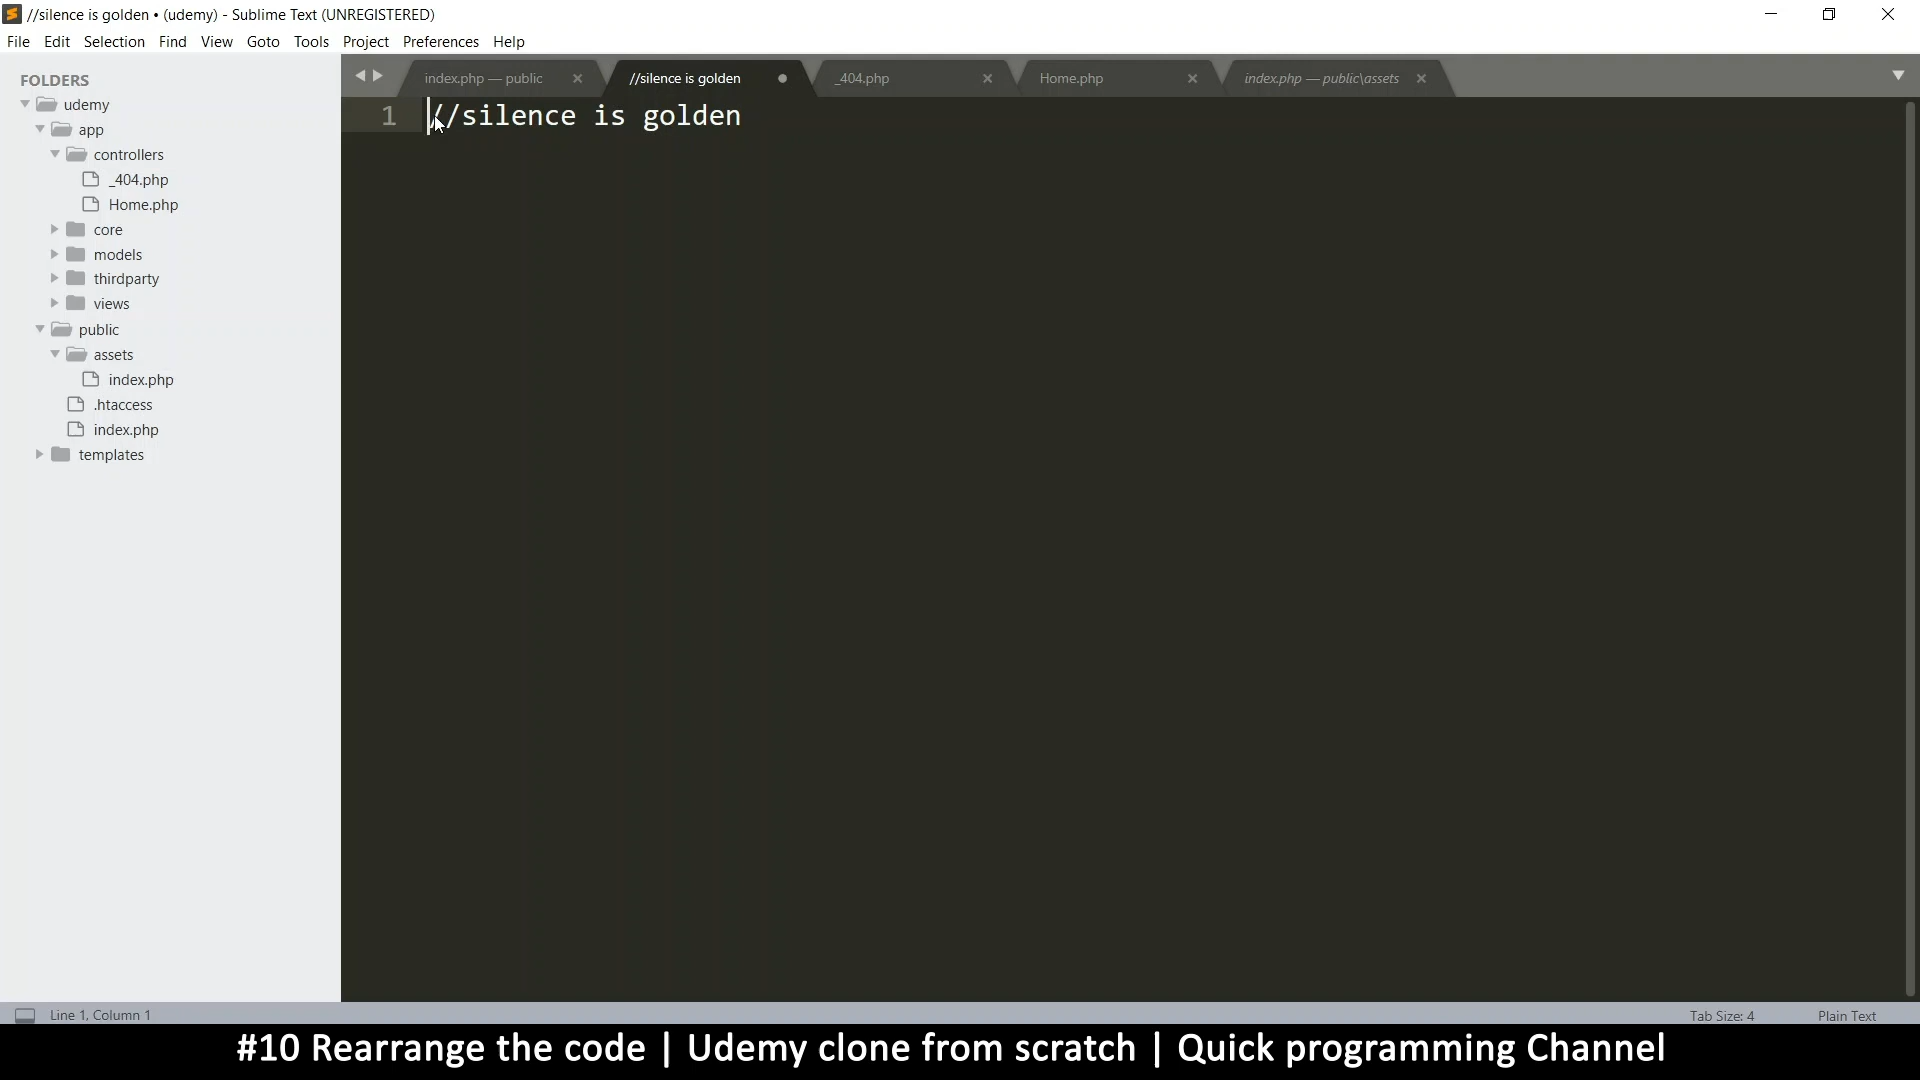 //silence is golden • (udemy) - Sublime Text (UNREGISTERED)
File Edit Selection Find View Goto Tools Project Preferences Help
FOLDERS
udemy
app
controllers
_404.php
Home.php
core
models
thirdparty
views
public
assets
index.php
.htaccess
index.php
templates
index.php — public
//silence is golden
_404.php
Home.php
index.php — public\assets
1 //silence is golden
Line 1, Column 1
Tab Size: 4
Plain Text
#10 Rearrange the code | Udemy clone from scratch | Quick programming Channel